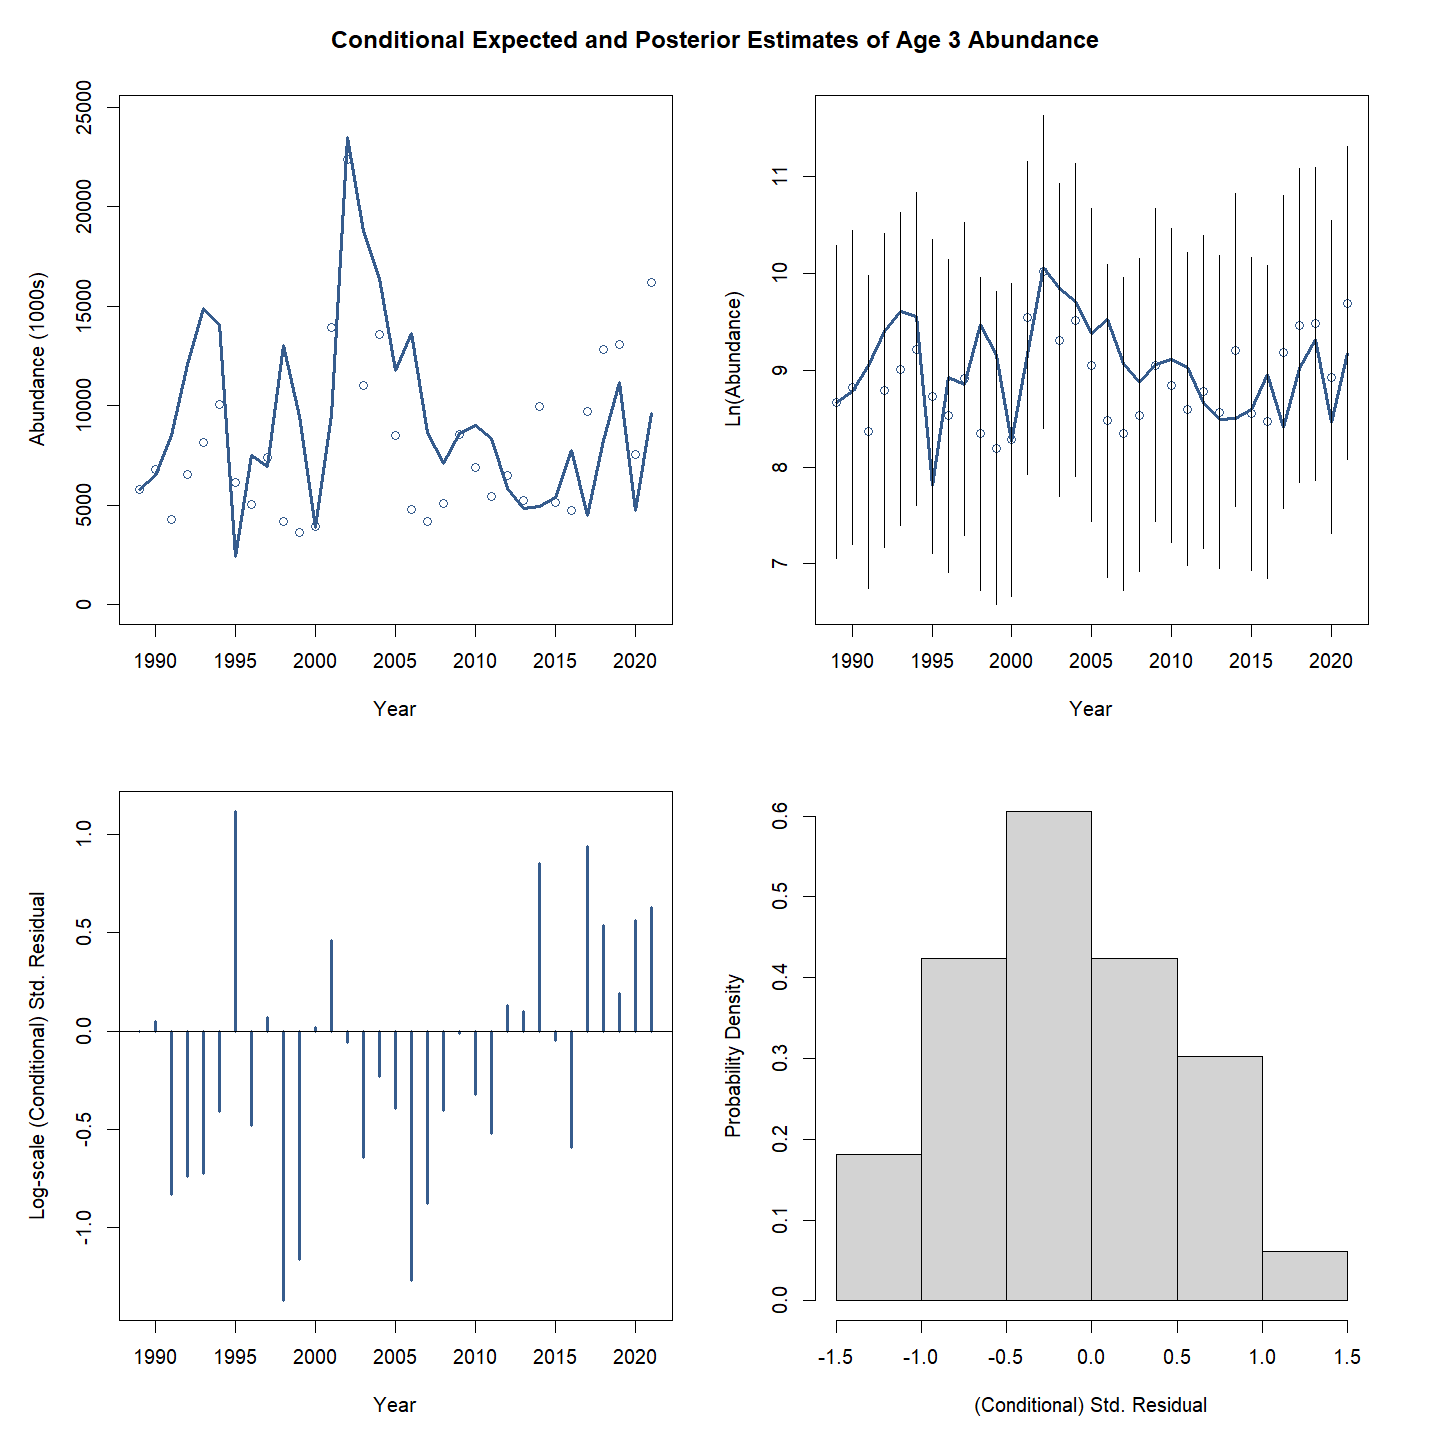 Conditional Expected and Posterior Estimates of Age 3 Abundance
Abundance (1000s)
25000
20000
15000
10000
5000
0
1990 1995 2000 2005 2010 2015 2020
Year
Ln(Abundance)
11
10
9
8
7
1990 1995 2000 2005 2010 2015 2020
Year
Log-scale (Conditional) Std. Residual
1.0
0.5
0.0
-0.5
-1.0
1990 1995 2000 2005 2010 2015 2020
Year
Probability Density
0.6
0.5
0.4
0.3
0.2
0.1
0.0
-1.5 -1.0 -0.5 0.0 0.5 1.0 1.5
(Conditional) Std. Residual